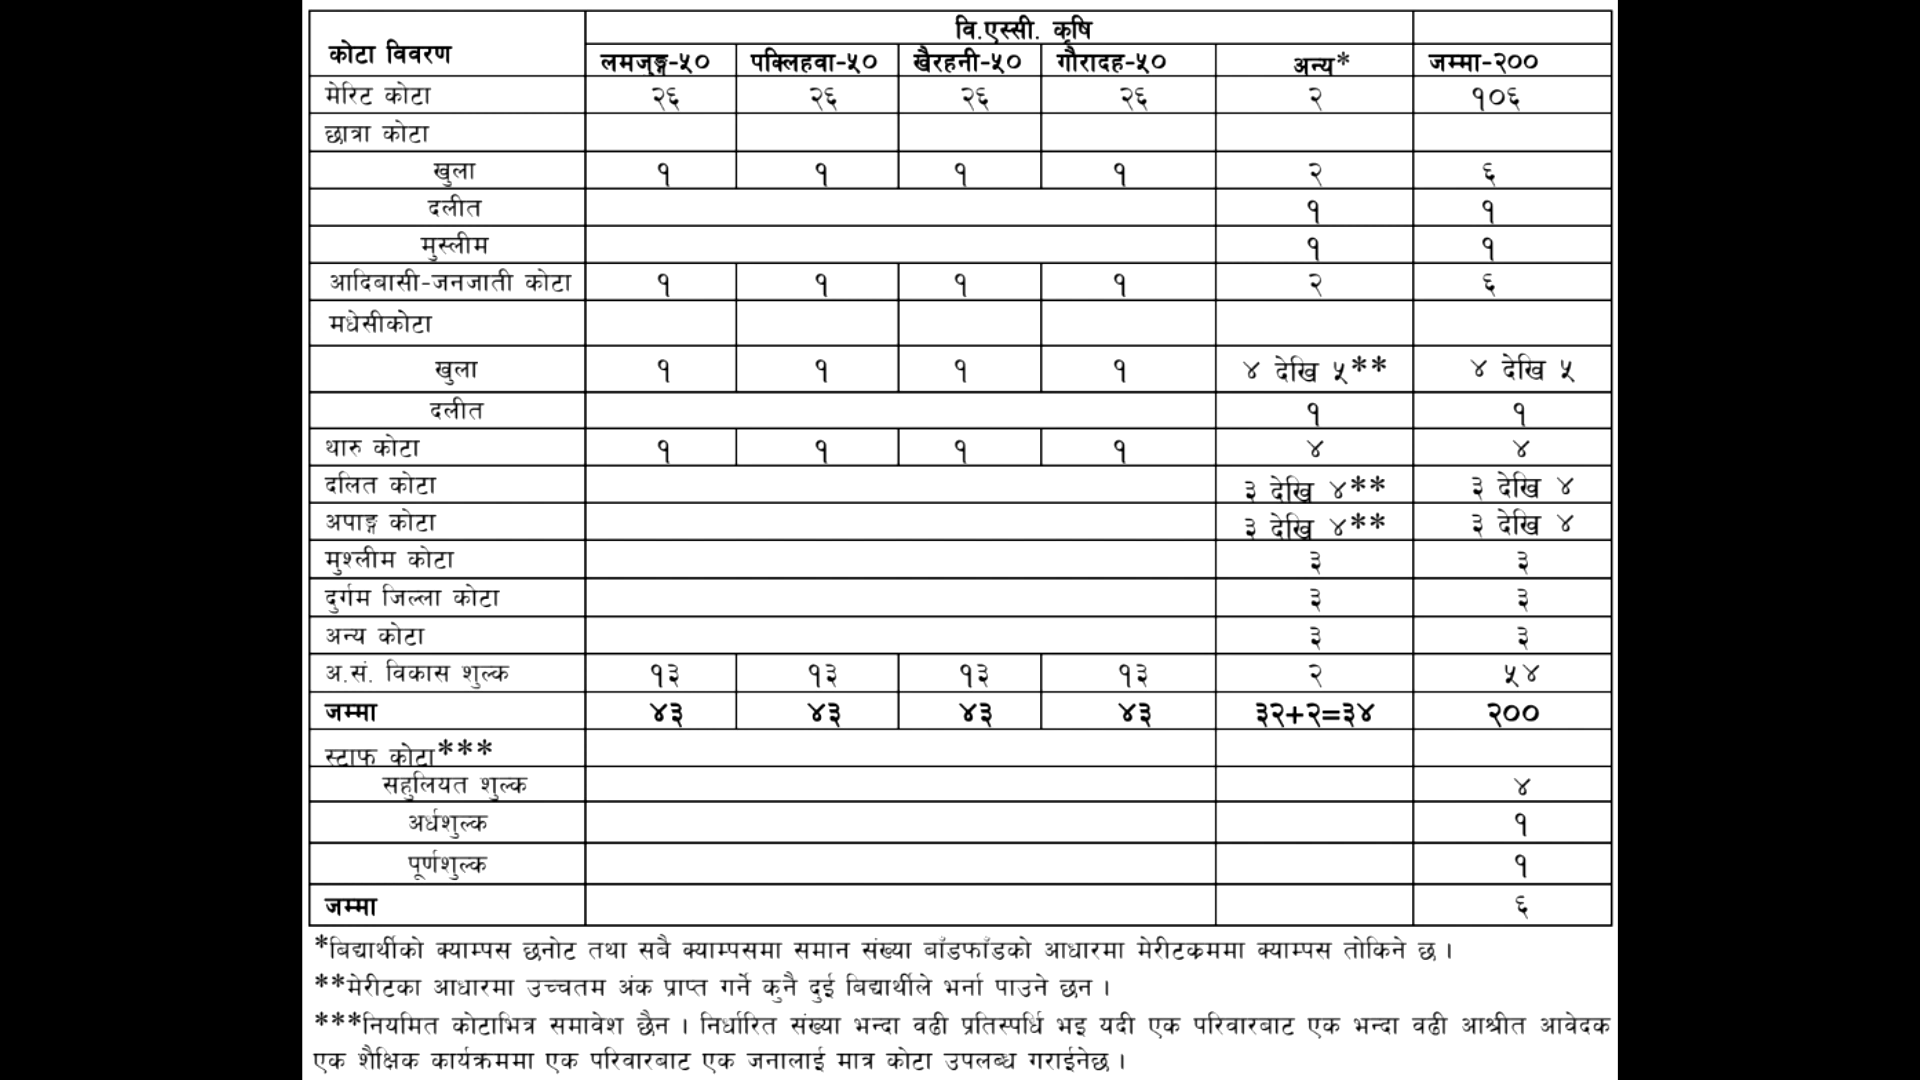 वि.एस्सी. कृषि
कोटा विवरण लमजुङ्ग-५० पक्लिहवा-५० खैरहनी-५० गौरादह-५० अन्य* जम्मा-२००
मेरिट कोटा २६ २६ २६ २६ २ १०६
छात्रा कोटा
खुला १ १ १ १ २ ६
दलीत १ १
मुस्लीम १ १
आदिबासी-जनजाती कोटा १ १ १ १ २ ६
मधेसीकोटा
खुला १ १ १ १ ४ देखि ५** ४ देखि ५
दलीत १ १
थारु कोटा १ १ १ १ ४ ४
दलित कोटा ३ देखि ४** ३ देखि ४
अपाङ्ग कोटा ३ देखि ४** ३ देखि ४
मुश्लीम कोटा ३ ३
दुर्गम जिल्ला कोटा ३ ३
अन्य कोटा ३ ३
अ.सं. विकास शुल्क १३ १३ १३ १३ २ ५४
जम्मा ४३ ४३ ४३ ४३ ३२+२=३४ २००
स्टाफ कोटा***
सहुलियत शुल्क ४
अर्धशुल्क १
पूर्णशुल्क १
जम्मा ६
*बिद्यार्थीको क्याम्पस छनोट तथा सबै क्याम्पसमा समान संख्या बाँडफाँडको आधारमा मेरीटक्रममा क्याम्पस तोकिने छ ।
**मेरीटका आधारमा उच्चतम अंक प्राप्त गर्ने कुनै दुई बिद्यार्थीले भर्ना पाउने छन ।
***नियमित कोटाभित्र समावेश छैन । निर्धारित संख्या भन्दा वढी प्रतिस्पर्धि भइ यदी एक परिवारबाट एक भन्दा वढी आश्रीत आवेदक
एक शैक्षिक कार्यक्रममा एक परिवारबाट एक जनालाई मात्र कोटा उपलब्ध गराईनेछ ।